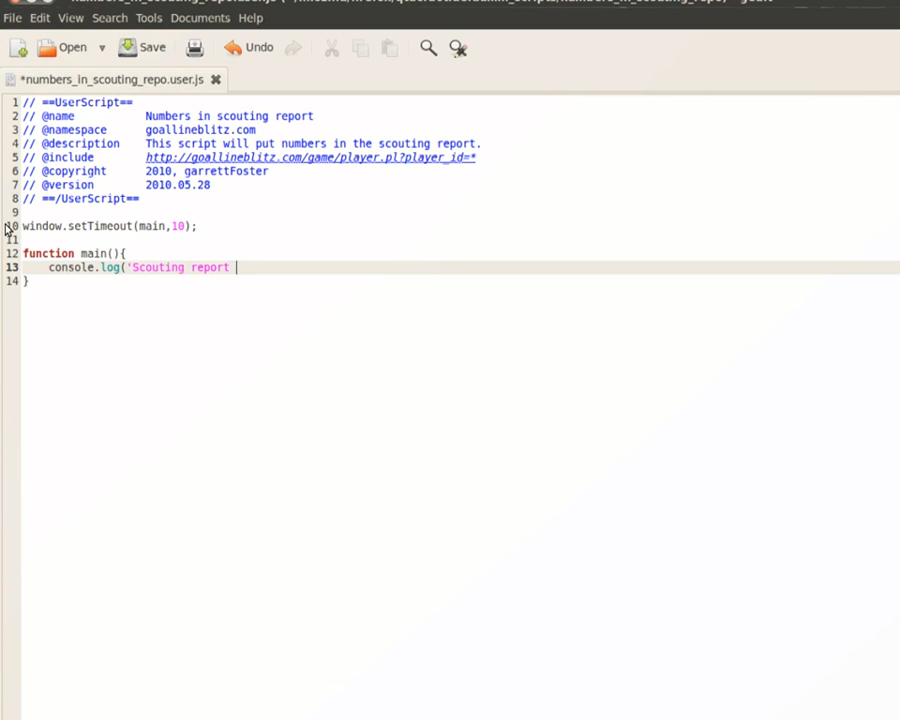 File Edit View Search Tools Documents Help
Open Save Undo
*numbers_in_scouting_repo.user.js
1 // ==UserScript==
2 // @name Numbers in scouting report
3 // @namespace goallineblitz.com
4 // @description This script will put numbers in the scouting report.
5 // @include http://goallineblitz.com/game/player.pl?player_id=*
6 // @copyright 2010, garrettFoster
7 // @version 2010.05.28
8 // ==/UserScript==
9
10 window.setTimeout(main,10);
11
12 function main(){
13 console.log('Scouting report
14 }